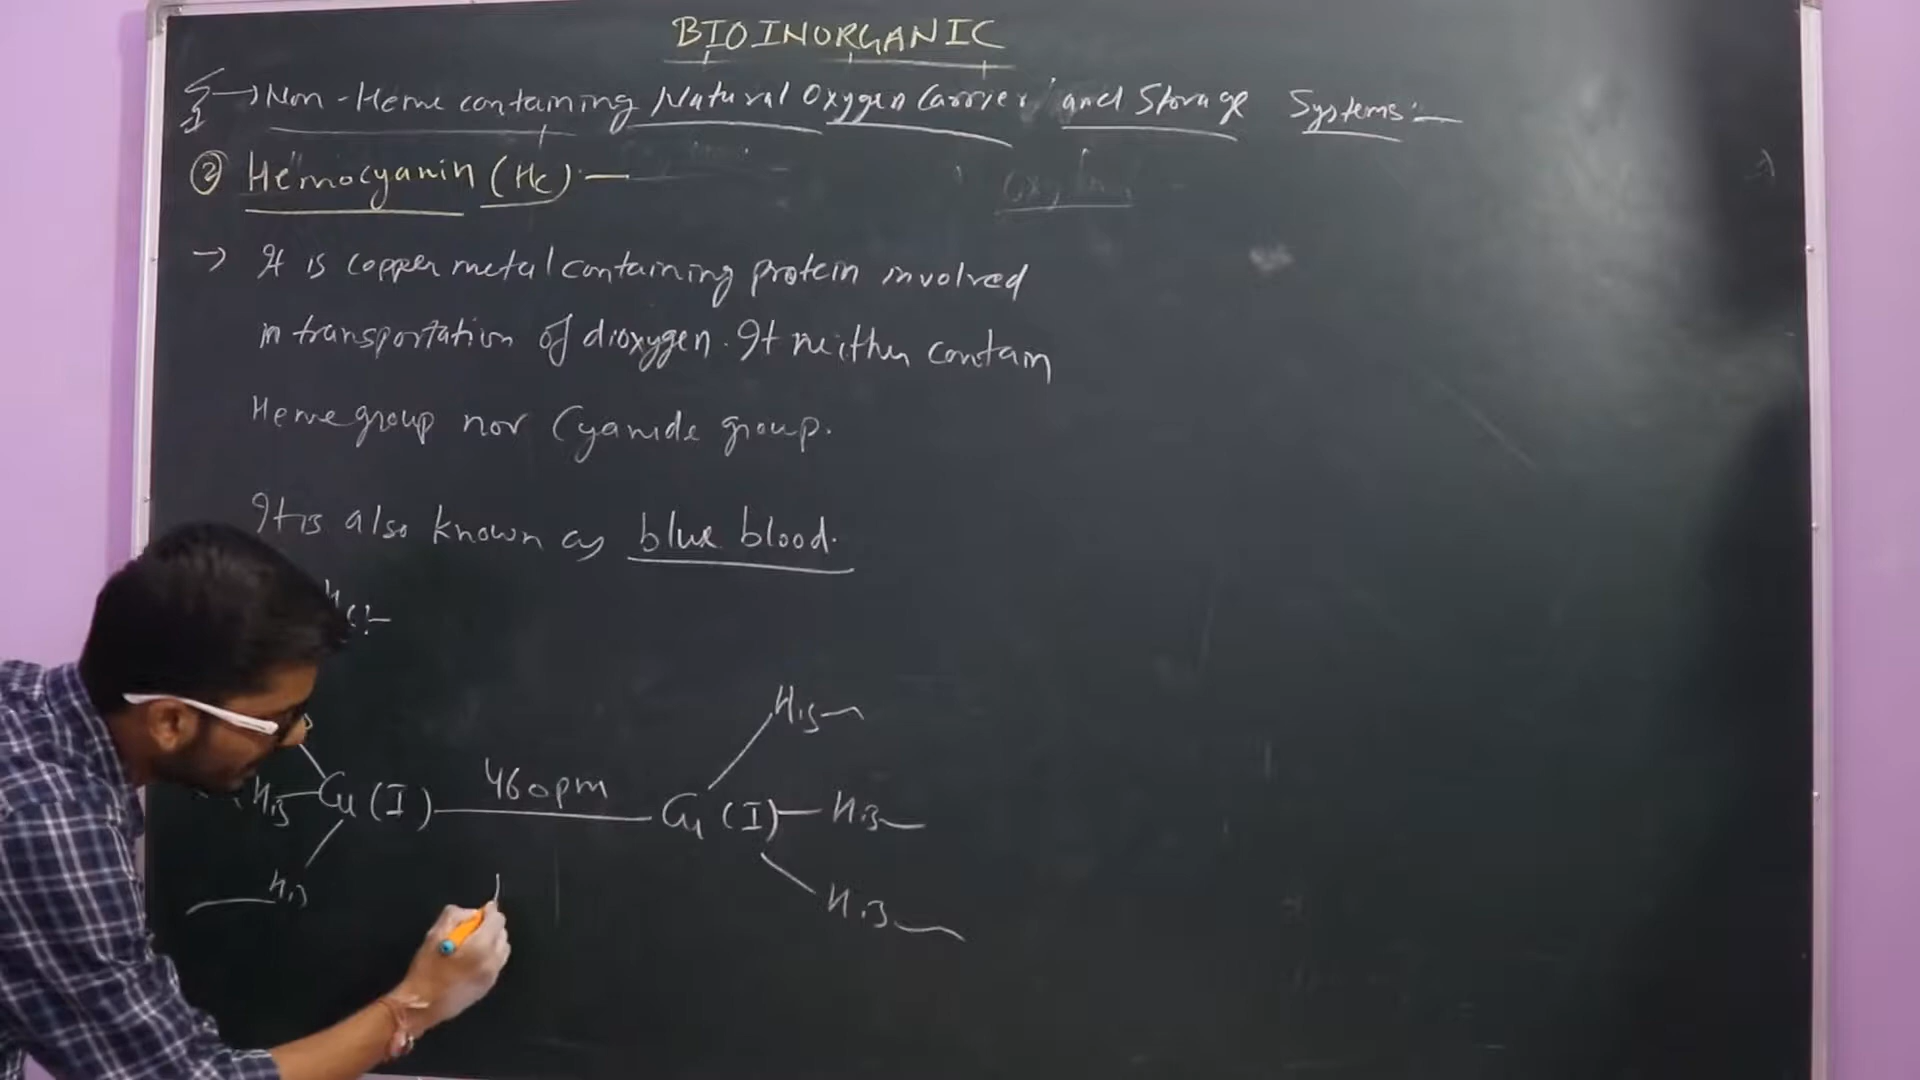 BIOINORGANIC
→ Non-Heme containing Natural Oxygen Carrier and Storage Systems:-
② Hemocyanin (Hc):-
→ It is copper metal containing protein involved
in transportation of dioxygen. It neither contain
Heme group nor Cyanide group.
It is also known as blue blood.
His
His Cu (I) 460pm Cu (I) His
His His